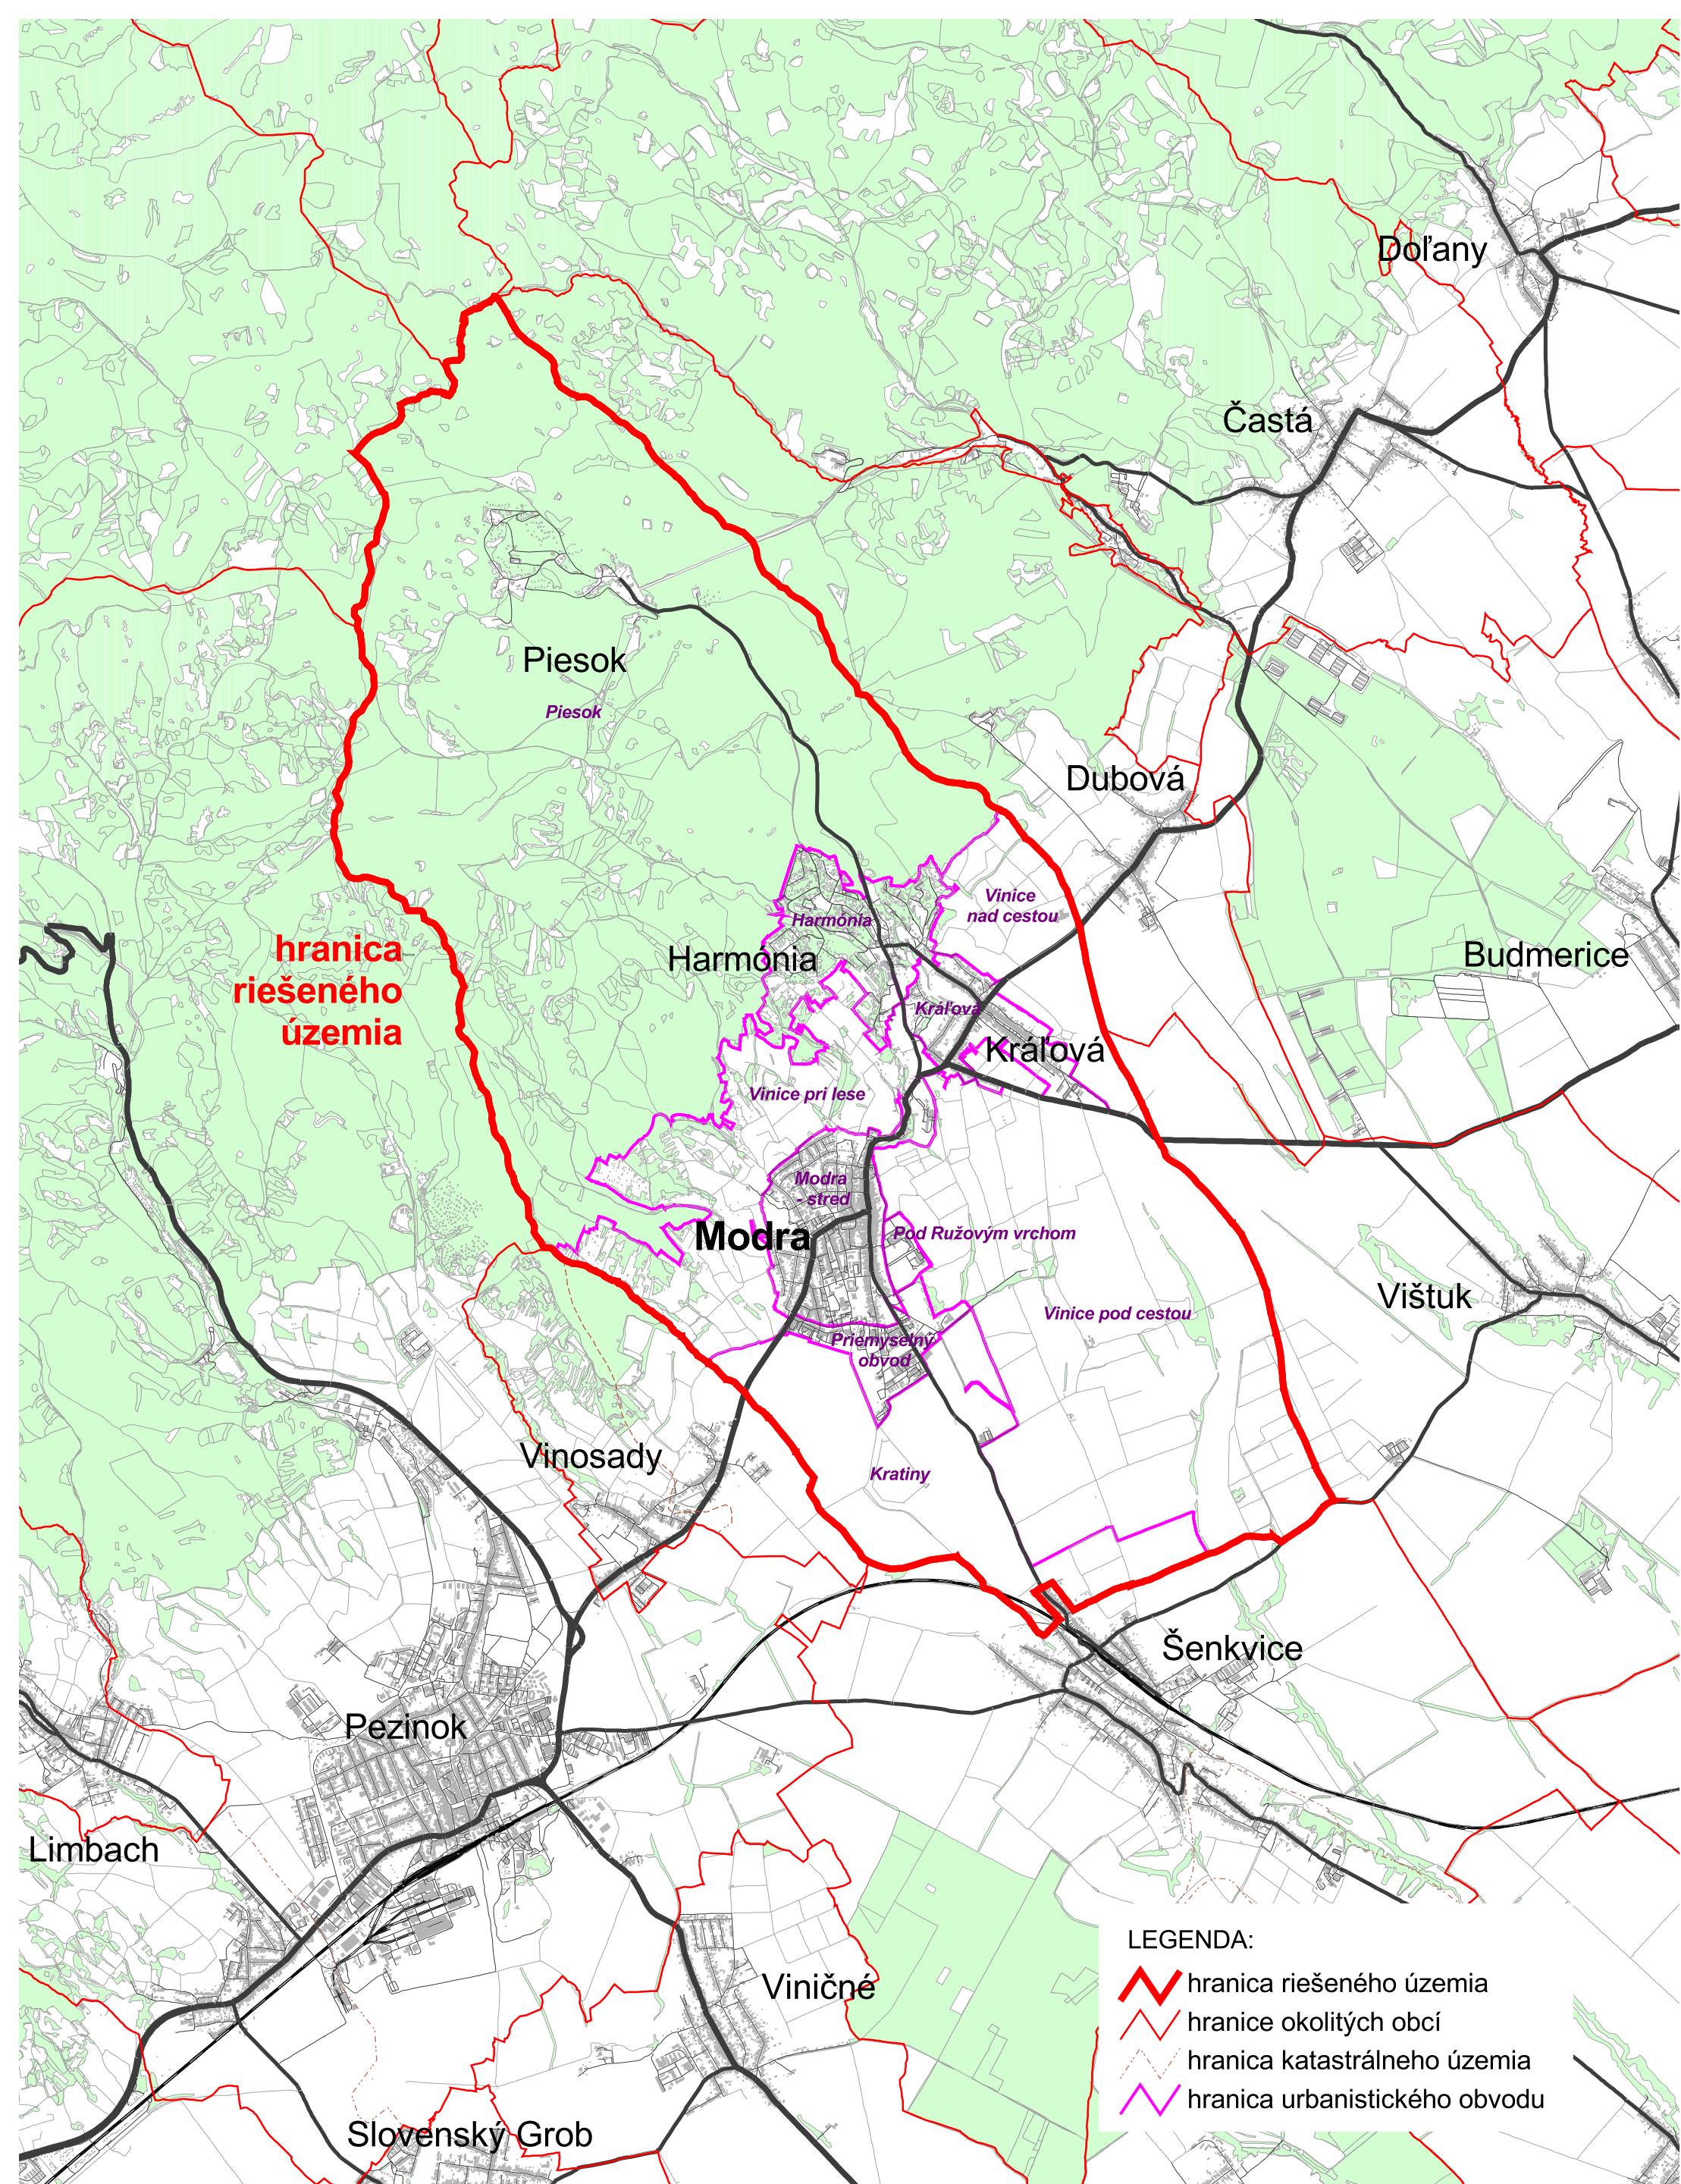 Doľany
Častá
Piesok
Piesok
Dubová
Vinice
nad cestou
Harmónia
hranica
riešeného
územia
Harmónia
Budmerice
Kráľová
Kráľová
Vinice pri lese
Modra
- stred
Modra
Pod Ružovým vrchom
Vištuk
Vinice pod cestou
Priemyselný
obvod
Vinosady
Kratiny
Šenkvice
Pezinok
Limbach
Viničné
Slovenský Grob
LEGENDA:
hranica riešeného územia
hranice okolitých obcí
hranica katastrálneho územia
hranica urbanistického obvodu